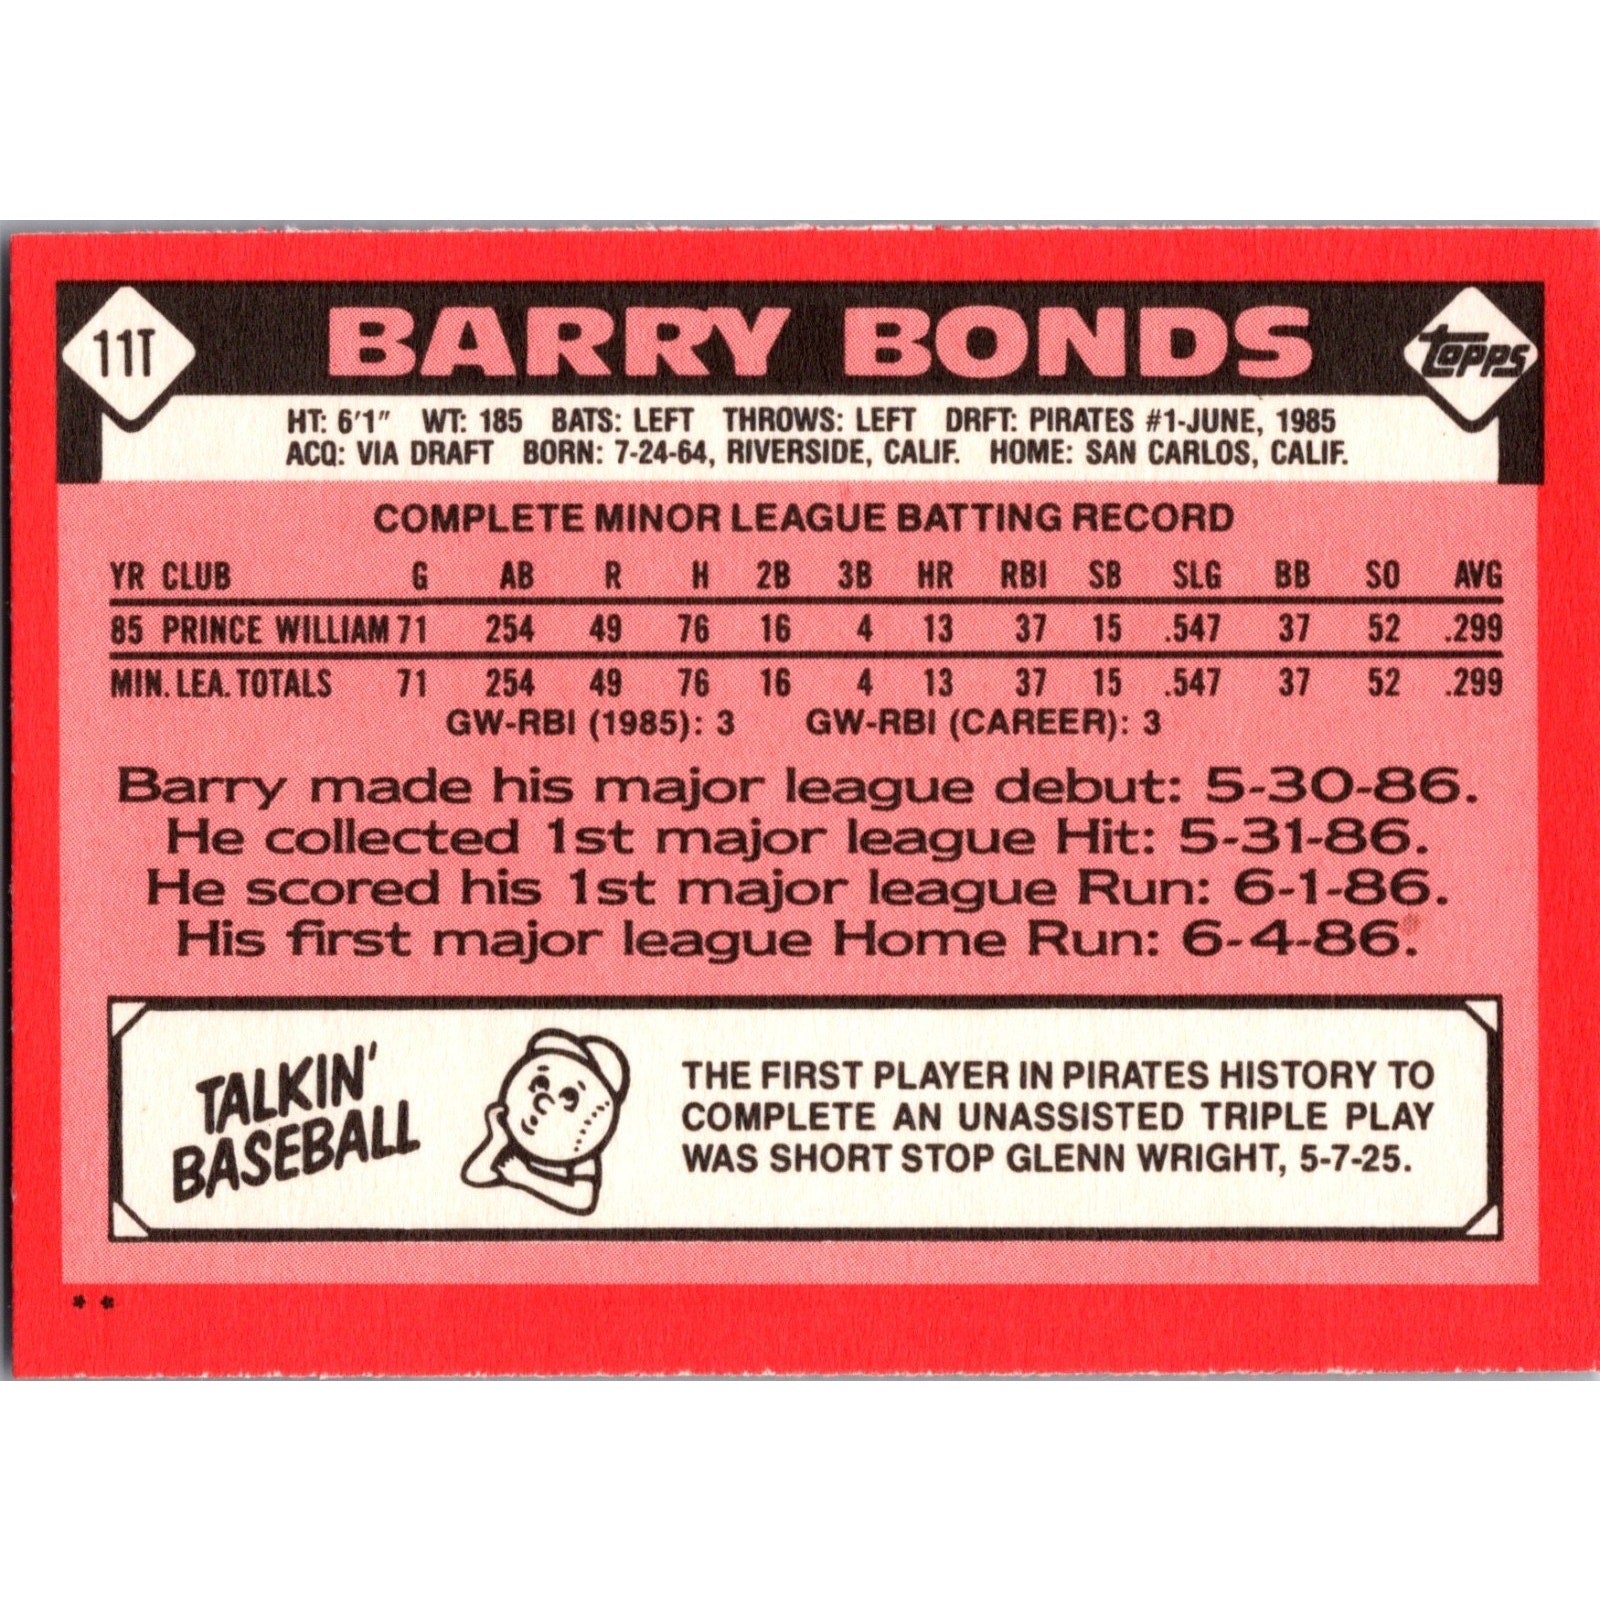 11T
BARRY BONDS
topps
HT: 6'1" WT: 185 BATS: LEFT THROWS: LEFT DRFT: PIRATES #1-JUNE, 1985
ACQ: VIA DRAFT BORN: 7-24-64, RIVERSIDE, CALIF. HOME: SAN CARLOS, CALIF.
COMPLETE MINOR LEAGUE BATTING RECORD
YR CLUB G AB R H 2B 3B HR RBI SB SLG BB SO AVG
85 PRINCE WILLIAM 71 254 49 76 16 4 13 37 15 .547 37 52 .299
MIN. LEA. TOTALS 71 254 49 76 16 4 13 37 15 .547 37 52 .299
GW-RBI (1985): 3 GW-RBI (CAREER): 3
Barry made his major league debut: 5-30-86.
He collected 1st major league Hit: 5-31-86.
He scored his 1st major league Run: 6-1-86.
His first major league Home Run: 6-4-86.
TALKIN'
BASEBALL
THE FIRST PLAYER IN PIRATES HISTORY TO
COMPLETE AN UNASSISTED TRIPLE PLAY
WAS SHORT STOP GLENN WRIGHT, 5-7-25.
* *